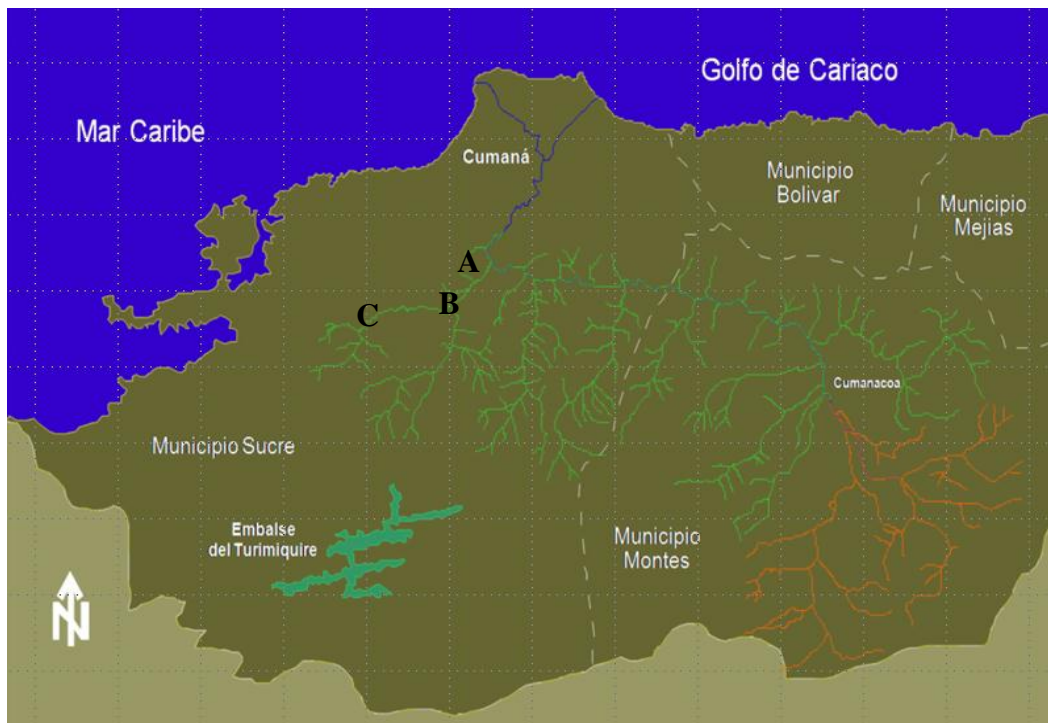 Golfo de Cariaco
Mar Caribe
Cumaná
Municipio
Bolivar
Municipio
Mejias
A
B
C
Cumanacoa
Municipio Sucre
Embalse
del Turimiquire
Municipio
Montes
N